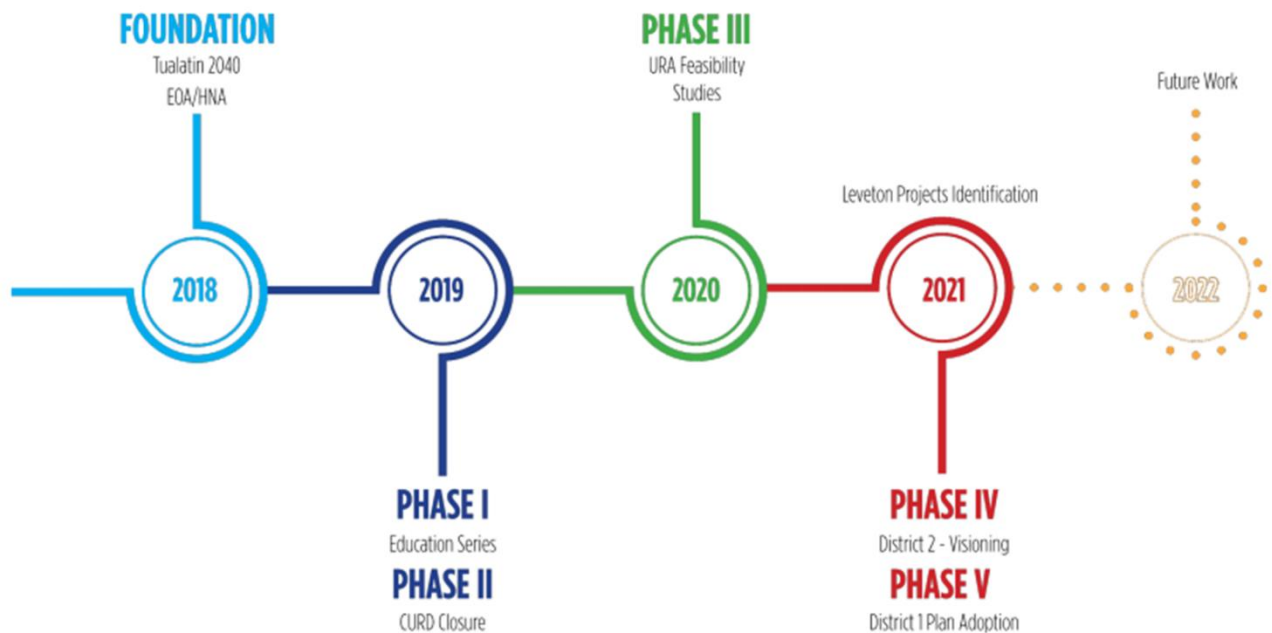 FOUNDATION
Tualatin 2040
EOA/HNA
2018
2019
PHASE I
Education Series
PHASE II
CURD Closure
PHASE III
URA Feasibility
Studies
2020
Leveton Projects Identification
2021
PHASE IV
District 2 - Visioning
PHASE V
District 1 Plan Adoption
Future Work
2022